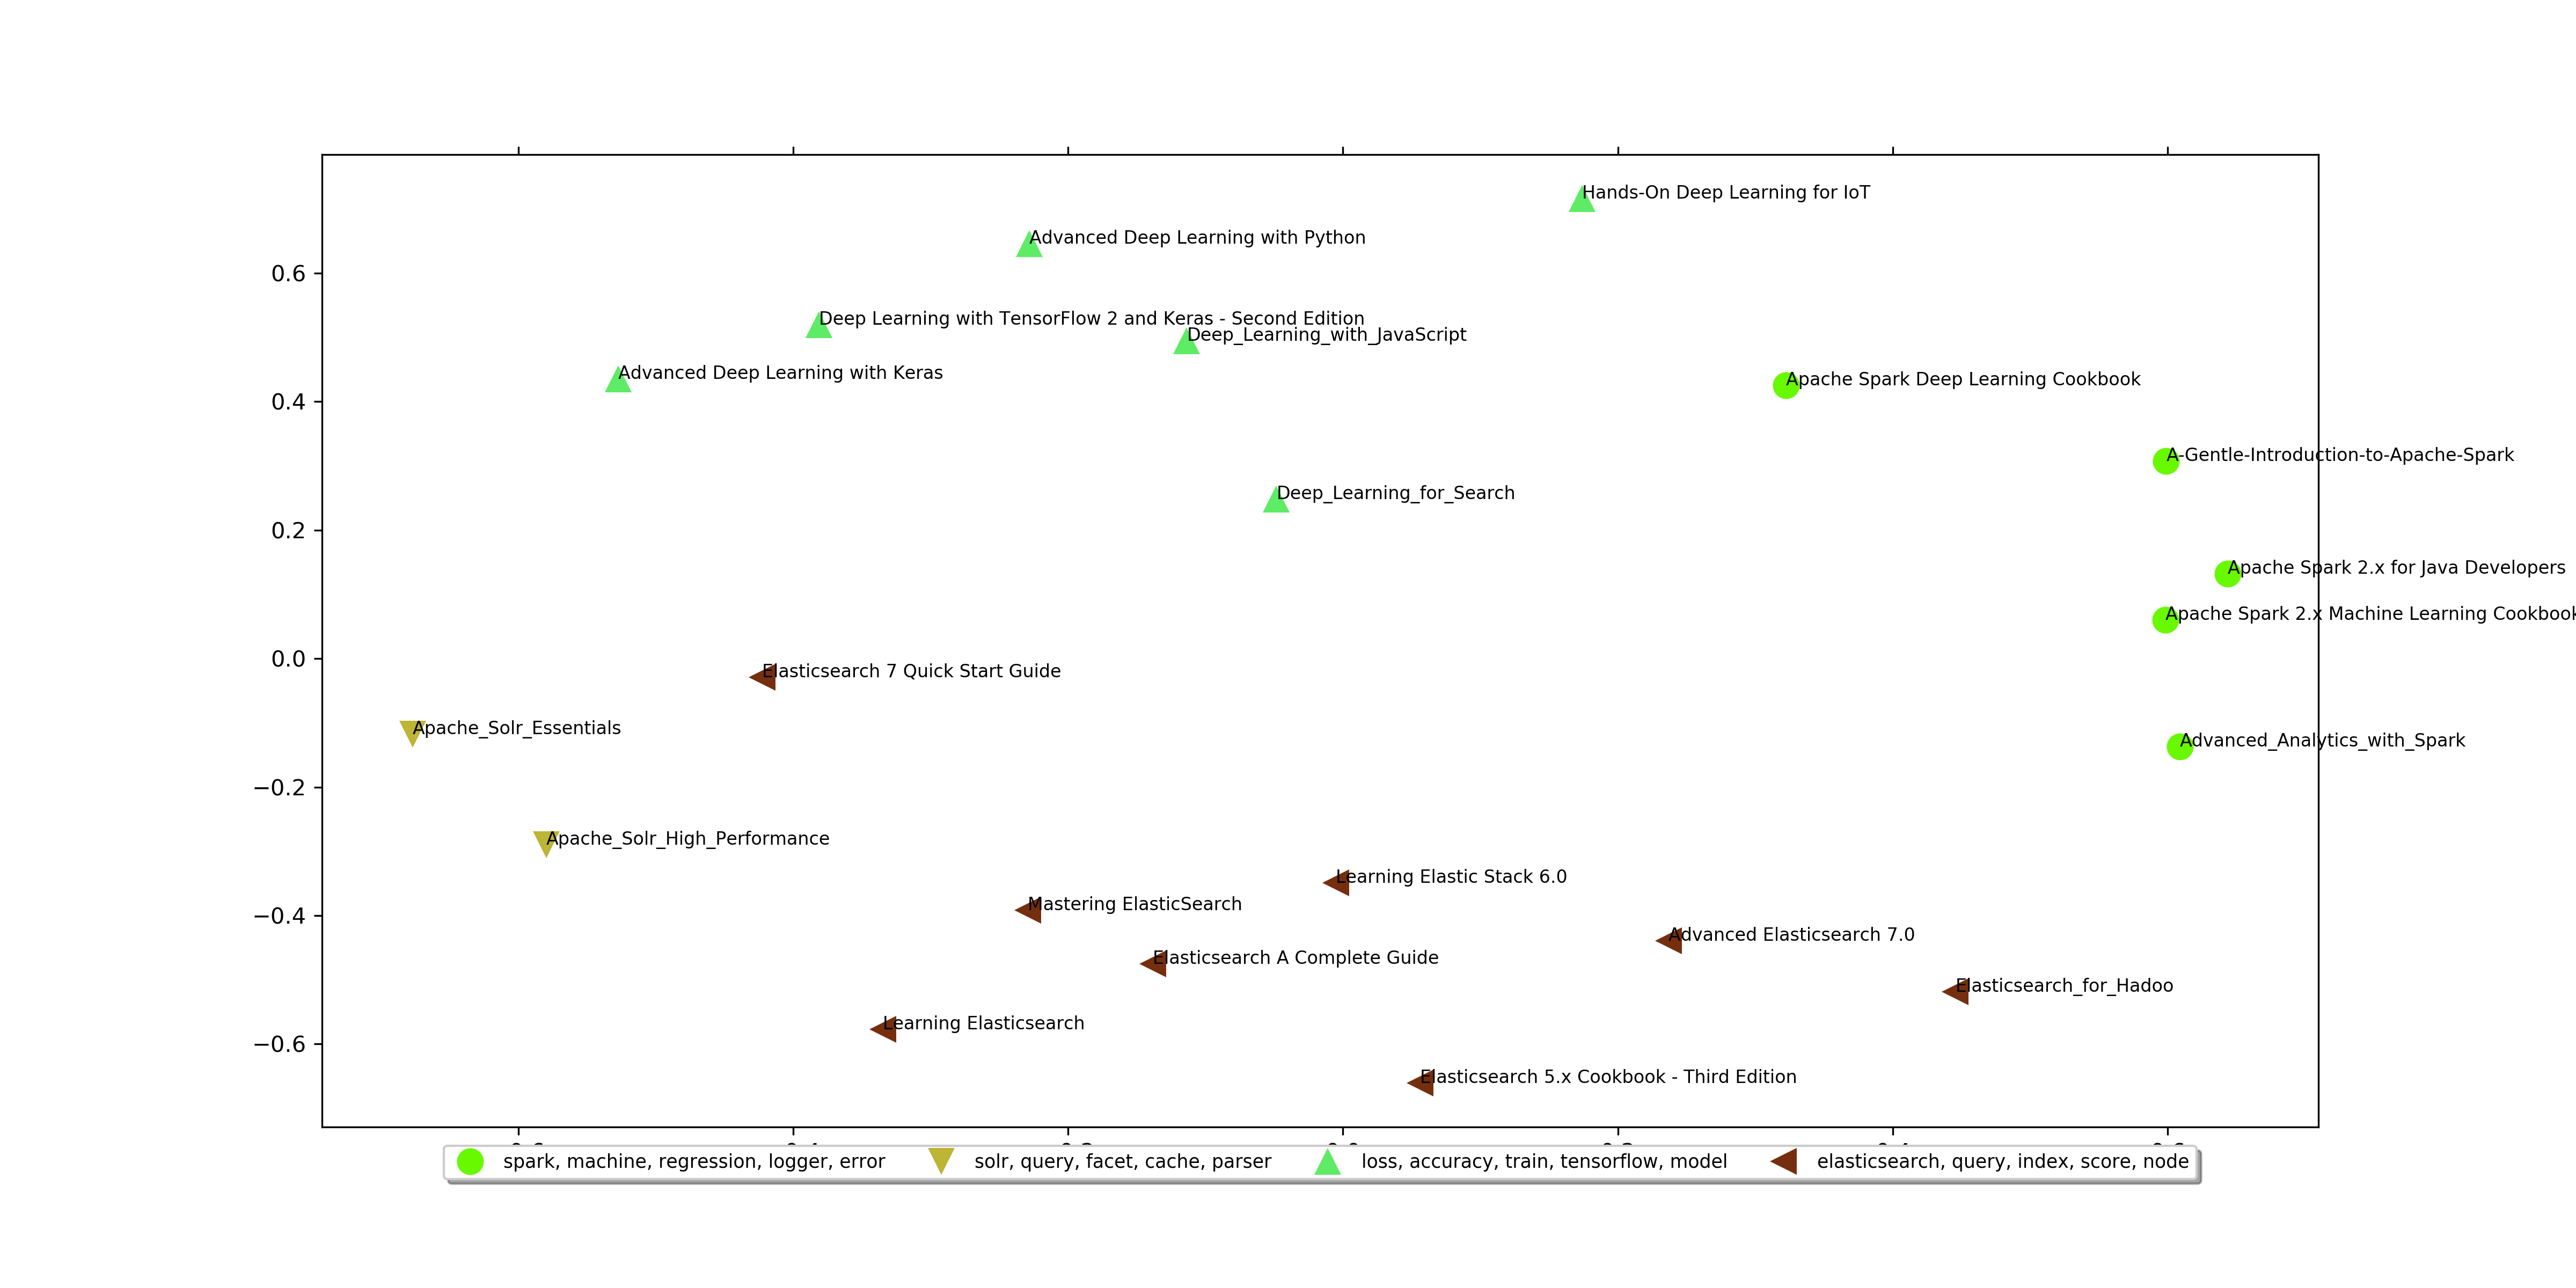 Hands-On Deep Learning for IoT
Advanced Deep Learning with Python
0.6
Deep Learning with TensorFlow 2 and Keras - Second Edition
Deep_Learning_with_JavaScript
Advanced Deep Learning with Keras
Apache Spark Deep Learning Cookbook
0.4
A-Gentle-Introduction-to-Apache-Spark
Deep_Learning_for_Search
0.2
Apache Spark 2.x for Java Developers
Apache Spark 2.x Machine Learning Cookbook
0.0
Elasticsearch 7 Quick Start Guide
Apache_Solr_Essentials
Advanced_Analytics_with_Spark
−0.2
Apache_Solr_High_Performance
Learning Elastic Stack 6.0
Mastering ElasticSearch
−0.4
Advanced Elasticsearch 7.0
Elasticsearch A Complete Guide
Elasticsearch_for_Hadoo
Learning Elasticsearch
−0.6
Elasticsearch 5.x Cookbook - Third Edition
spark, machine, regression, logger, error
solr, query, facet, cache, parser
loss, accuracy, train, tensorflow, model
elasticsearch, query, index, score, node